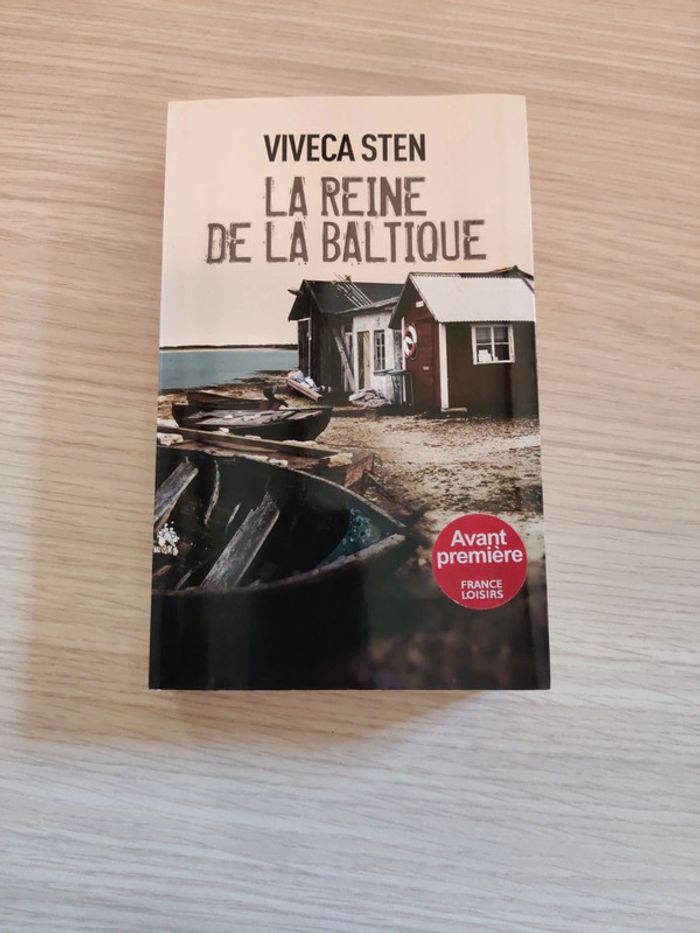 VIVECA STEN
LA REINE
DE LA BALTIQUE
Avant
première
FRANCE
LOISIRS